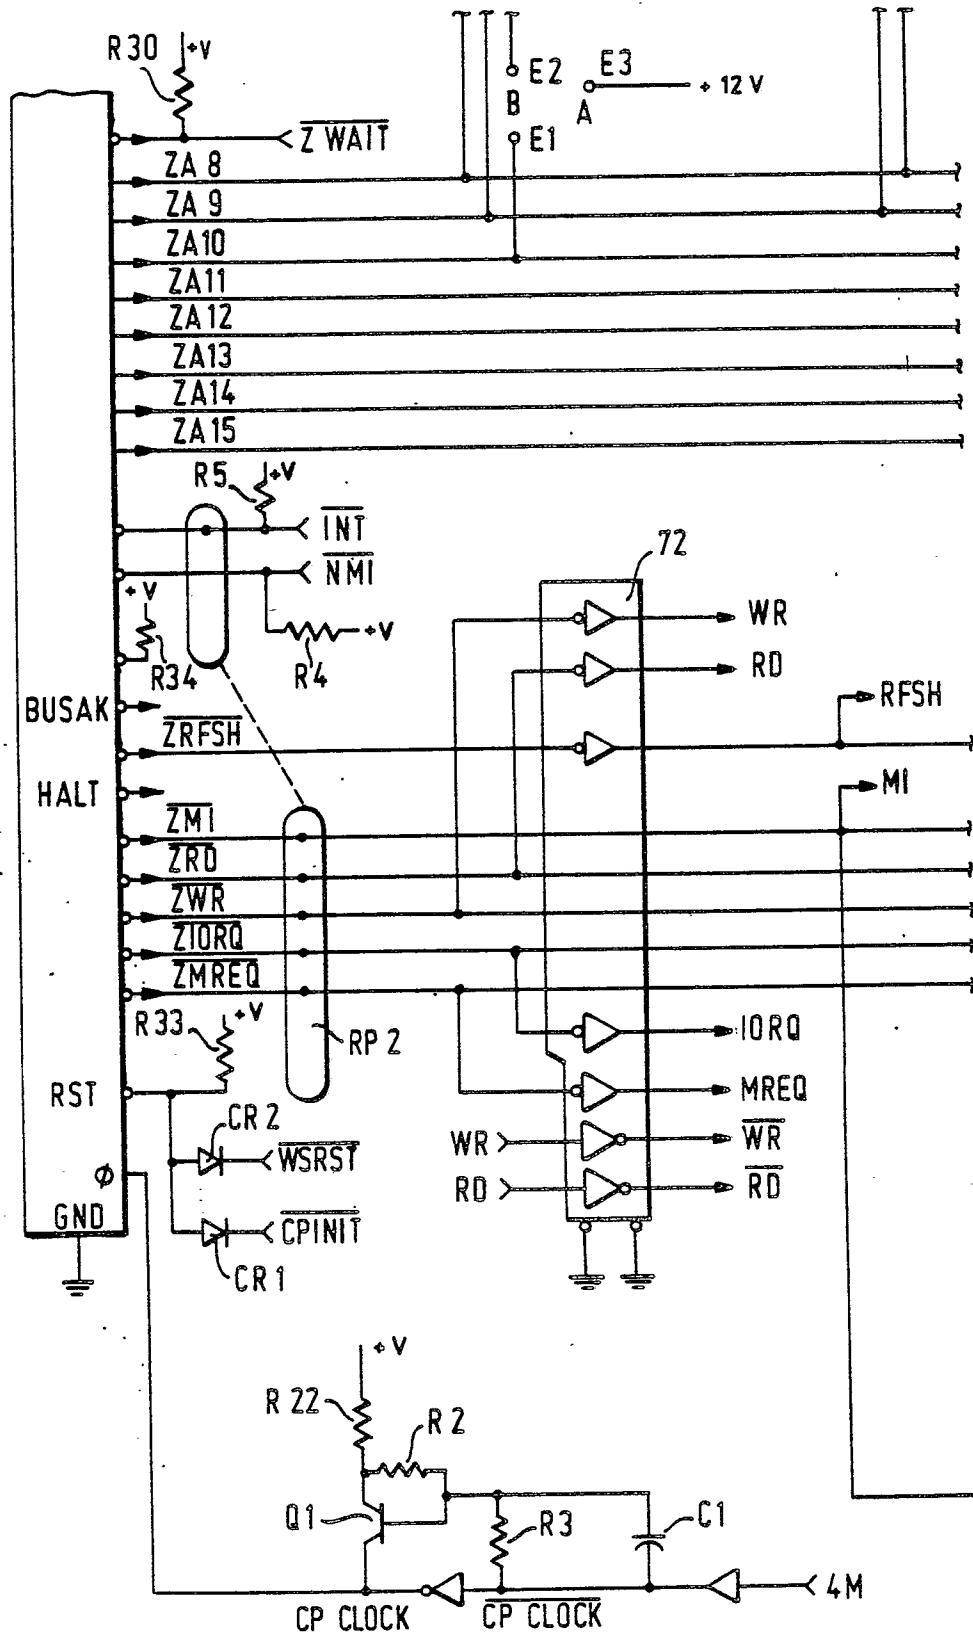 R30
+V
E2
E3
B
A
+ 12 V
E1
Z WAIT
ZA 8
ZA 9
ZA10
ZA11
ZA12
ZA13
ZA14
ZA15
R5
+V
INT
NMI
72
+V
WR
+V
R34
R4
RD
BUSAK
ZRFSH
RFSH
HALT
MI
ZMI
ZRD
ZWR
ZIORQ
ZMREQ
R33
+V
RP 2
IORQ
RST
MREQ
CR 2
WR
WR
WSRST
Ø
RD
RD
GND
CPINIT
CR 1
+ V
R 22
R 2
Q1
R3
C1
4M
CP CLOCK
CP CLOCK